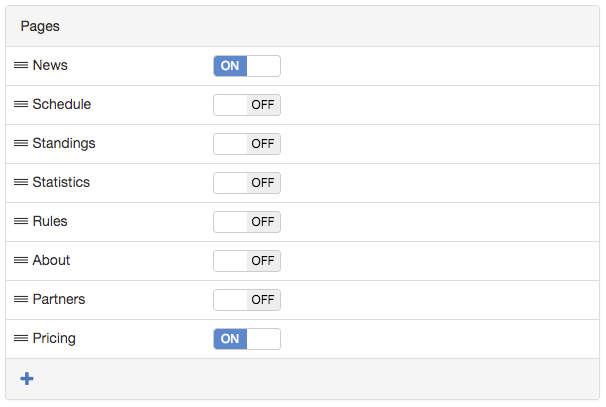 Pages
News ON
Schedule OFF
Standings OFF
Statistics OFF
Rules OFF
About OFF
Partners OFF
Pricing ON